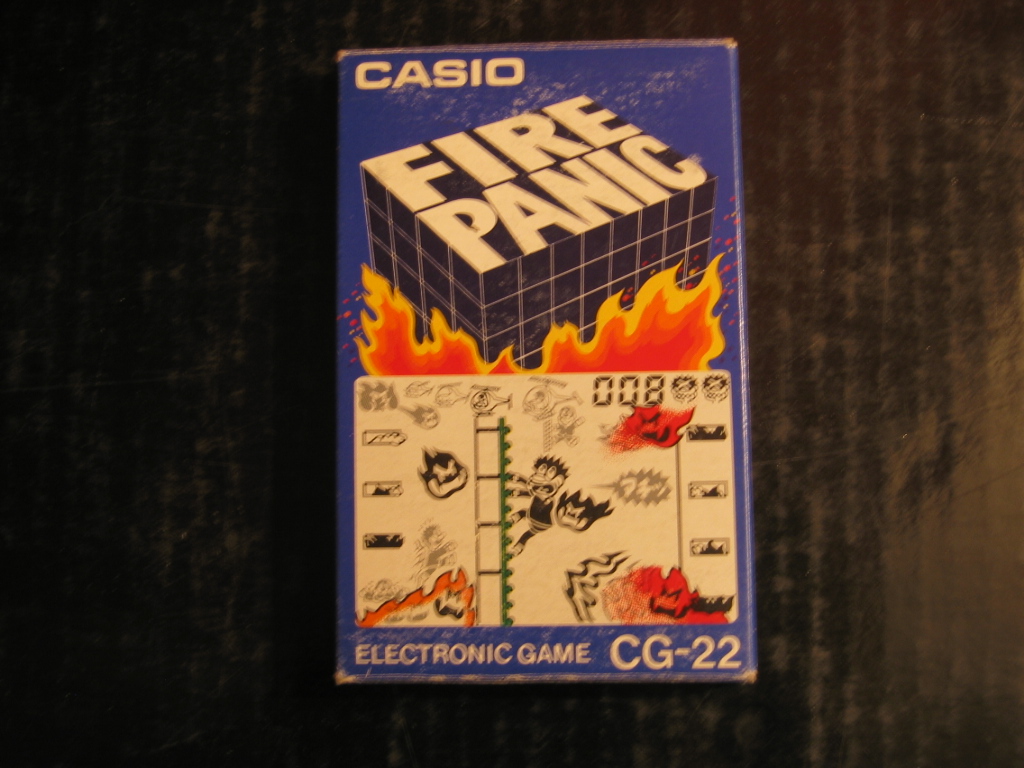 CASIO
FIRE
PANIC
008
ELECTRONIC GAME CG-22